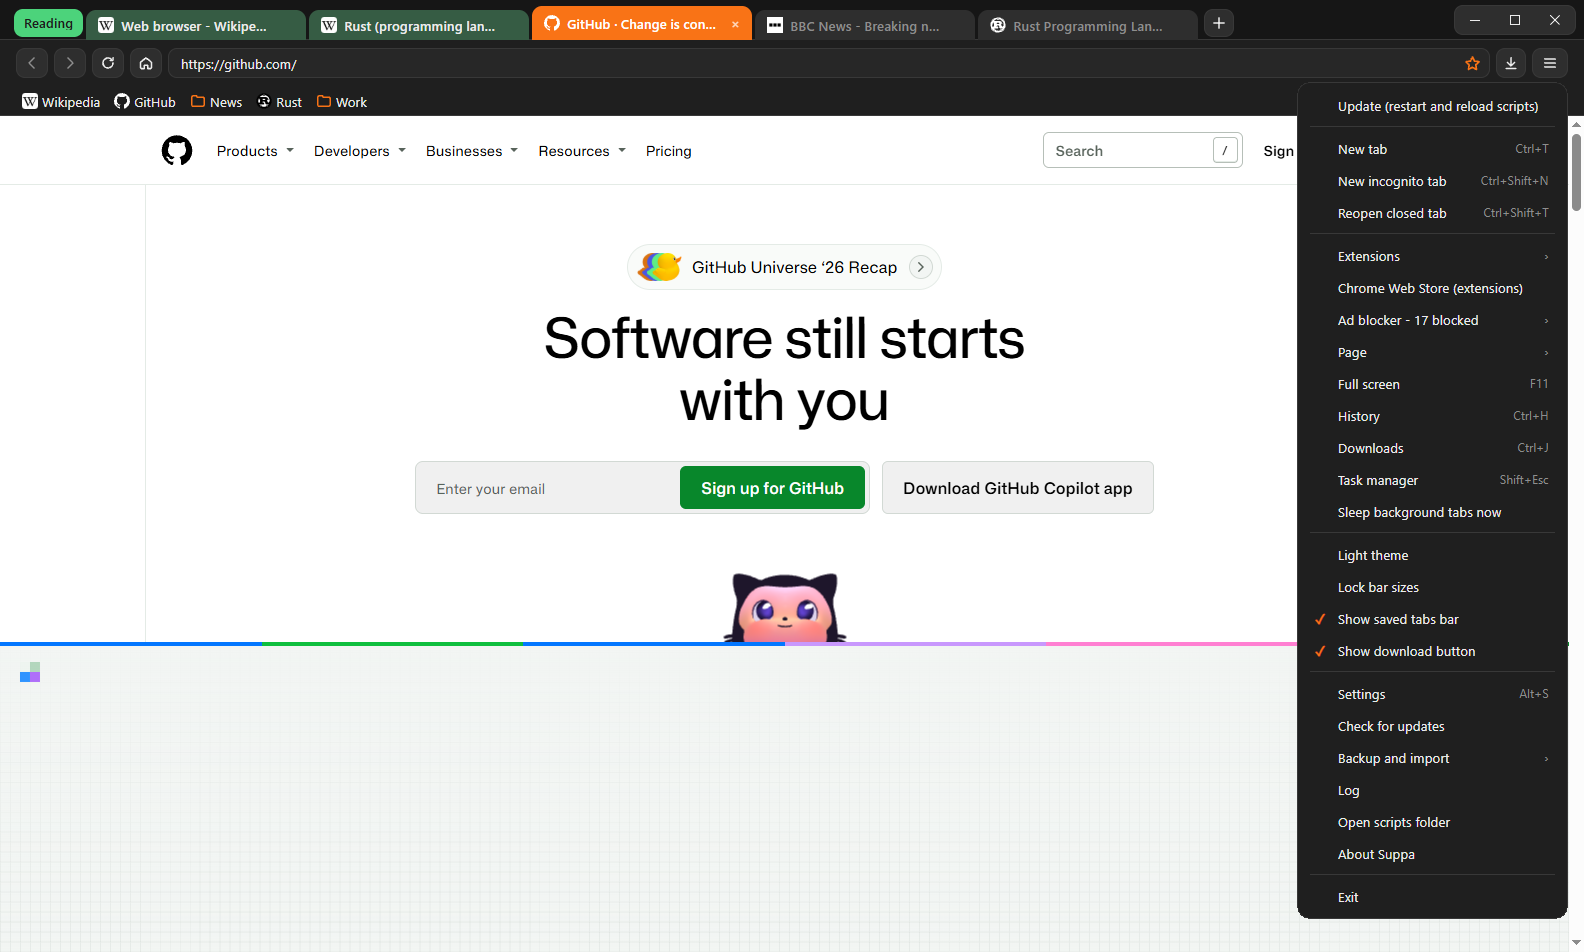 Reading
Web browser - Wikipe...
Rust (programming lan...
GitHub · Change is con...
BBC News - Breaking n...
Rust Programming Lan...
https://github.com/
Wikipedia
GitHub
News
Rust
Work
Products
Developers
Businesses
Resources
Pricing
Search
/
Sign
GitHub Universe ‘26 Recap
Software still starts
with you
Enter your email
Sign up for GitHub
Download GitHub Copilot app
Update (restart and reload scripts)
New tab Ctrl+T
New incognito tab Ctrl+Shift+N
Reopen closed tab Ctrl+Shift+T
Extensions
Chrome Web Store (extensions)
Ad blocker - 17 blocked
Page
Full screen F11
History Ctrl+H
Downloads Ctrl+J
Task manager Shift+Esc
Sleep background tabs now
Light theme
Lock bar sizes
Show saved tabs bar
Show download button
Settings Alt+S
Check for updates
Backup and import
Log
Open scripts folder
About Suppa
Exit